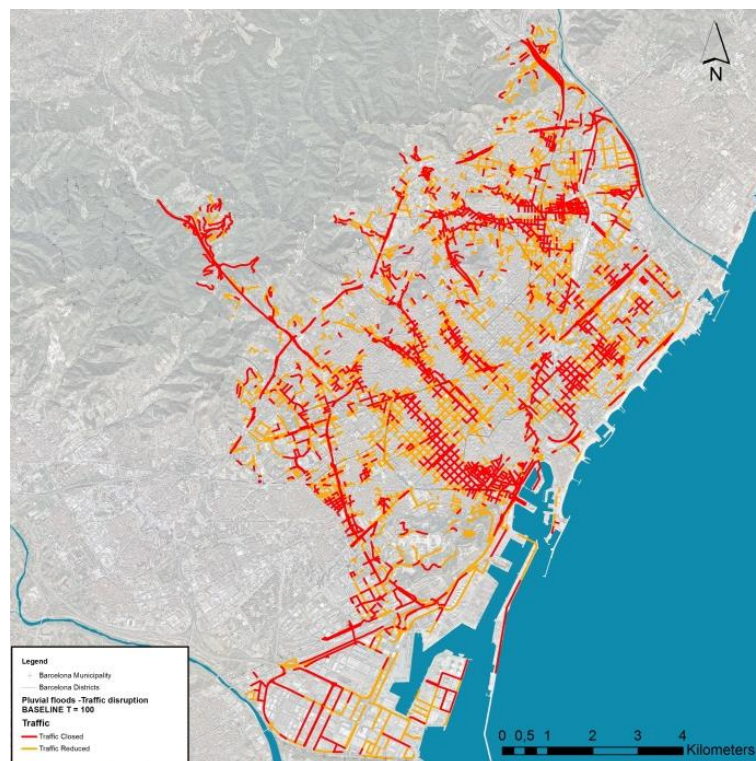 N
Legend
Barcelona Municipality
Barcelona Districts
Pluvial floods -Traffic disruption
BASELINE T = 100
Traffic
Traffic Closed
Traffic Reduced
0 0,5 1 2 3 4
Kilometers